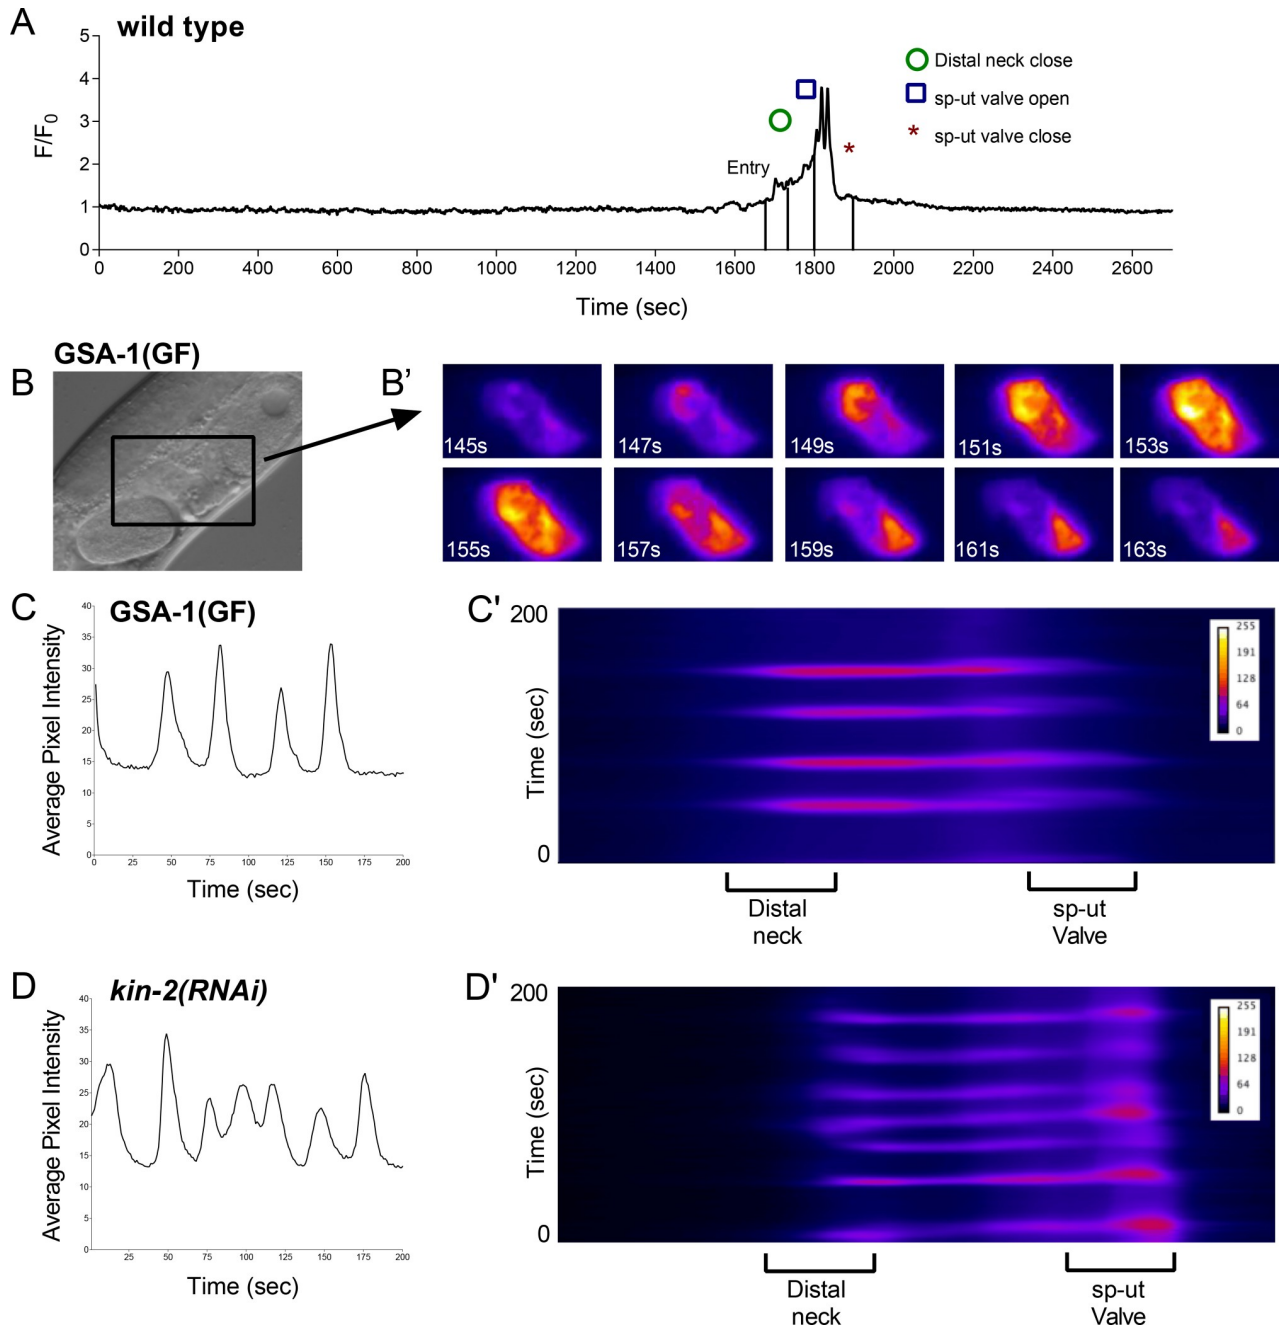 A
wild type
Distal neck close
sp-ut valve open
* sp-ut valve close
F/F0
5
4
3
2
1
0
Entry
*
0 200 400 600 800 1000 1200 1400 1600 1800 2000 2200 2400 2600
Time (sec)
GSA-1(GF)
B
B'
145s 147s 149s 151s 153s
155s 157s 159s 161s 163s
C
GSA-1(GF)
Average Pixel Intensity
40
35
30
25
20
15
10
5
0
0 25 50 75 100 125 150 175 200
Time (sec)
C'
200
Time (sec)
0
255
191
128
64
0
Distal
neck
sp-ut
Valve
D
kin-2(RNAi)
Average Pixel Intensity
40
35
30
25
20
15
10
5
0
25 50 75 100 125 150 175 200
Time (sec)
D'
200
Time (sec)
0
255
191
128
64
0
Distal
neck
sp-ut
Valve